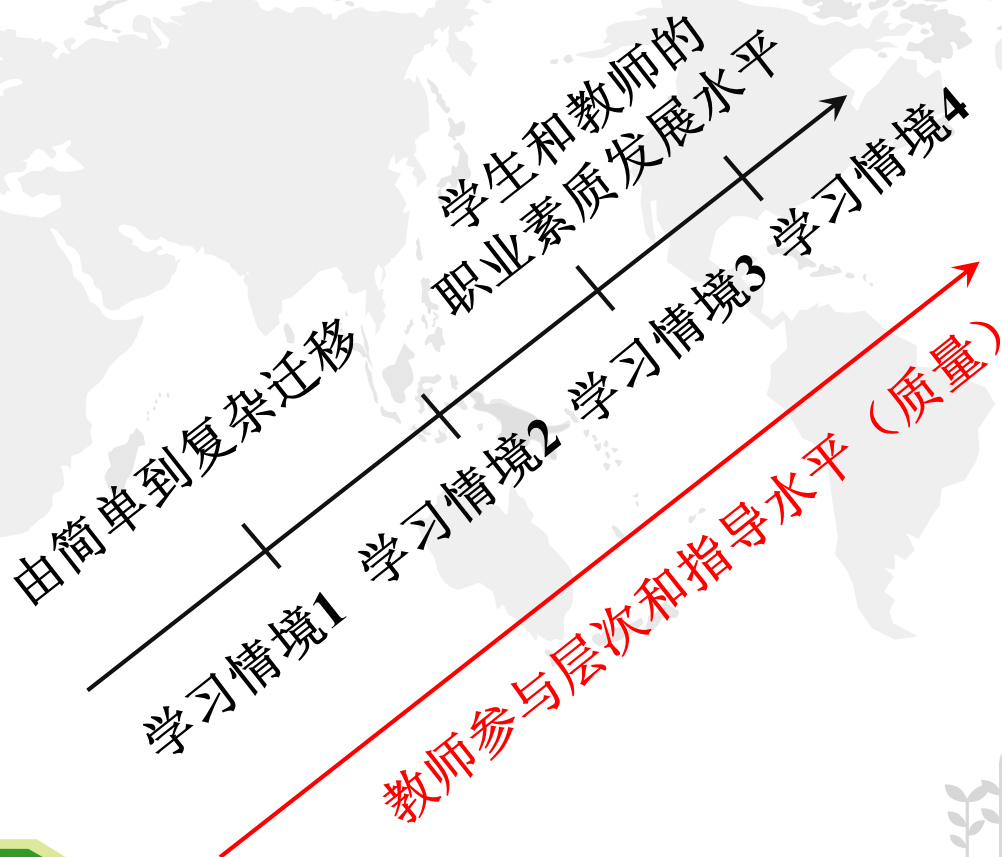 学生和教师的
职业素质发展水平
由简单到复杂迁移
学习情境1
学习情境2
学习情境3
学习情境4
教师参与层次和指导水平（质量）